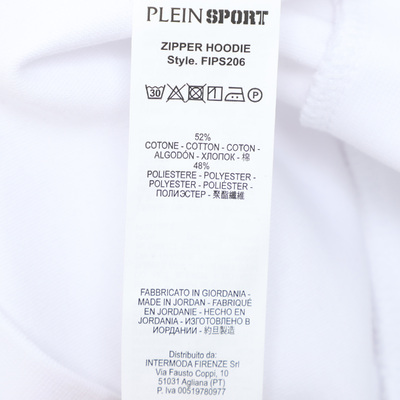 PLEIN SPORT
ZIPPER HOODIE
Style. FIPS206
30 P
52%
COTONE - COTTON - COTON -
ALGODÓN - ХЛОПОК - 棉
48%
POLIESTERE - POLYESTER -
POLYESTER - POLIÉSTER -
ПОЛИЭСТЕР - 聚酯纖維
FABBRICATO IN GIORDANIA -
MADE IN JORDAN - FABRIQUÉ
EN JORDANIE - HECHO EN
JORDANIA - ИЗГОТОВЛЕНО В
ИОРДАНИИ - 約旦製造
Distribuito da:
INTERMODA FIRENZE Srl
Via Fausto Coppi, 10
51031 Agliana (PT)
P. Iva 00519780977